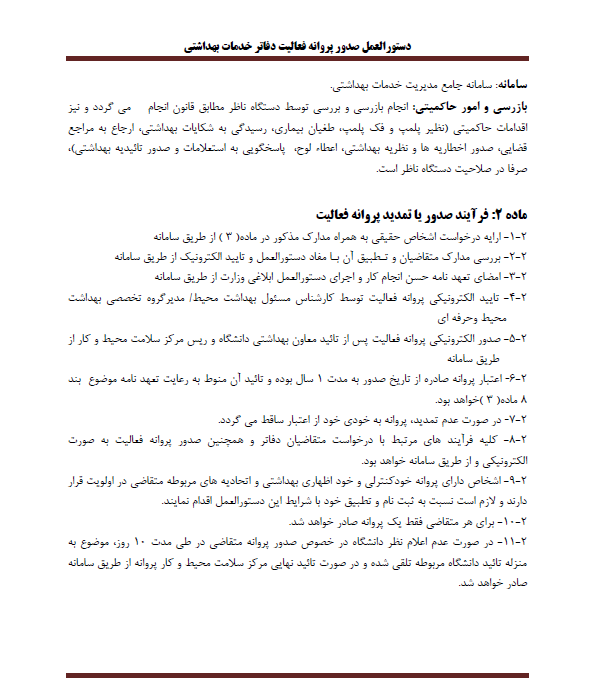 دستورالعمل صدور پروانه فعالیت دفاتر خدمات بهداشتی
سامانه: سامانه جامع مدیریت خدمات بهداشتی.
بازرسی و امور حاکمیتی: انجام بازرسی و بررسی توسط دستگاه ناظر مطابق قانون انجام می گردد و نیز
اقدامات حاکمیتی (نظیر پلمپ و فک پلمپ، طغیان بیماری، رسیدگی به شکایات بهداشتی، ارجاع به مراجع
قضایی، صدور اخطاریه ها و نظریه بهداشتی، اعطاء لوح، پاسخگویی به استعلامات و صدور تائیدیه بهداشتی)،
صرفا در صلاحیت دستگاه ناظر است.
ماده ۲: فرآیند صدور یا تمدید پروانه فعالیت
۲-۱- ارایه درخواست اشخاص حقیقی به همراه مدارک مذکور در ماده( ۳ ) از طریق سامانه
۲-۲- بررسی مدارک متقاضیان و تطبیق آن با مفاد دستورالعمل و تایید الکترونیک از طریق سامانه
۲-۳- امضای تعهد نامه حسن انجام کار و اجرای دستورالعمل ابلاغی وزارت از طریق سامانه
۲-۴- تایید الکترونیکی پروانه فعالیت توسط کارشناس مسئول بهداشت محیط/ مدیرگروه تخصصی بهداشت
محیط وحرفه ای
۲-۵- صدور الکترونیکی پروانه فعالیت پس از تائید معاون بهداشتی دانشگاه و ریس مرکز سلامت محیط و کار از
طریق سامانه
۲-۶- اعتبار پروانه صادره از تاریخ صدور به مدت ۱ سال بوده و تائید آن منوط به رعایت تعهد نامه موضوع بند
۸ ماده( ۳ )خواهد بود.
۲-۷- در صورت عدم تمدید، پروانه به خودی خود از اعتبار ساقط می گردد.
۲-۸- کلیه فرآیند های مرتبط با درخواست متقاضیان دفاتر و همچنین صدور پروانه فعالیت به صورت
الکترونیکی و از طریق سامانه خواهد بود.
۲-۹- اشخاص دارای پروانه خودکنترلی و خود اظهاری بهداشتی و اتحادیه های مربوطه متقاضی در اولویت قرار
دارند و لازم است نسبت به ثبت نام و تطبیق خود با شرایط این دستورالعمل اقدام نمایند.
۲-۱۰- برای هر متقاضی فقط یک پروانه صادر خواهد شد.
۲-۱۱- در صورت عدم اعلام نظر دانشگاه در خصوص صدور پروانه متقاضی در طی مدت ۱۰ روز، موضوع به
منزله تائید دانشگاه مربوطه تلقی شده و در صورت تائید نهایی مرکز سلامت محیط و کار پروانه از طریق سامانه
صادر خواهد شد.